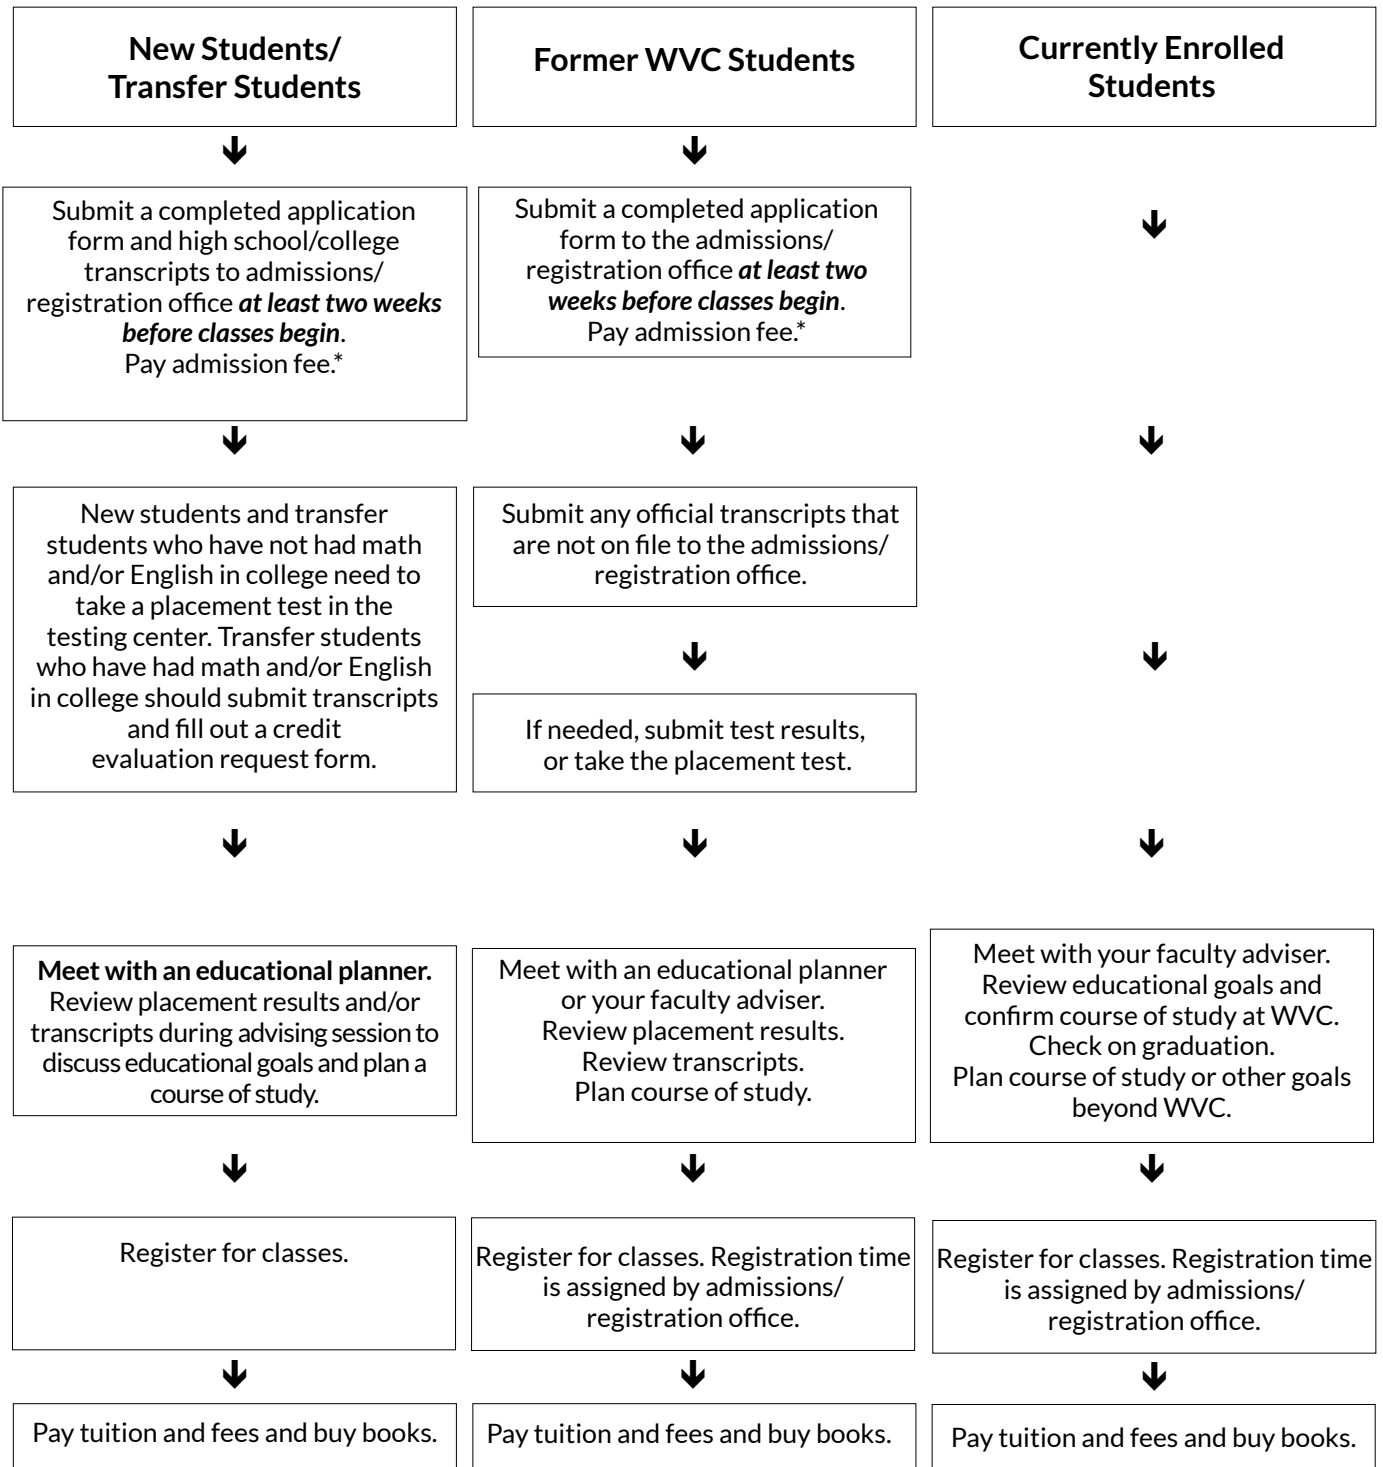 New Students/
Transfer Students
Former WVC Students
Currently Enrolled
Students
Submit a completed application
form and high school/college
transcripts to admissions/
registration office at least two weeks
before classes begin.
Pay admission fee.*
Submit a completed application
form to the admissions/
registration office at least two
weeks before classes begin.
Pay admission fee.*
New students and transfer
students who have not had math
and/or English in college need to
take a placement test in the
testing center. Transfer students
who have had math and/or English
in college should submit transcripts
and fill out a credit
evaluation request form.
Submit any official transcripts that
are not on file to the admissions/
registration office.
If needed, submit test results,
or take the placement test.
Meet with an educational planner.
Review placement results and/or
transcripts during advising session to
discuss educational goals and plan a
course of study.
Meet with an educational planner
or your faculty adviser.
Review placement results.
Review transcripts.
Plan course of study.
Meet with your faculty adviser.
Review educational goals and
confirm course of study at WVC.
Check on graduation.
Plan course of study or other goals
beyond WVC.
Register for classes.
Register for classes. Registration time
is assigned by admissions/
registration office.
Register for classes. Registration time
is assigned by admissions/
registration office.
Pay tuition and fees and buy books.
Pay tuition and fees and buy books.
Pay tuition and fees and buy books.